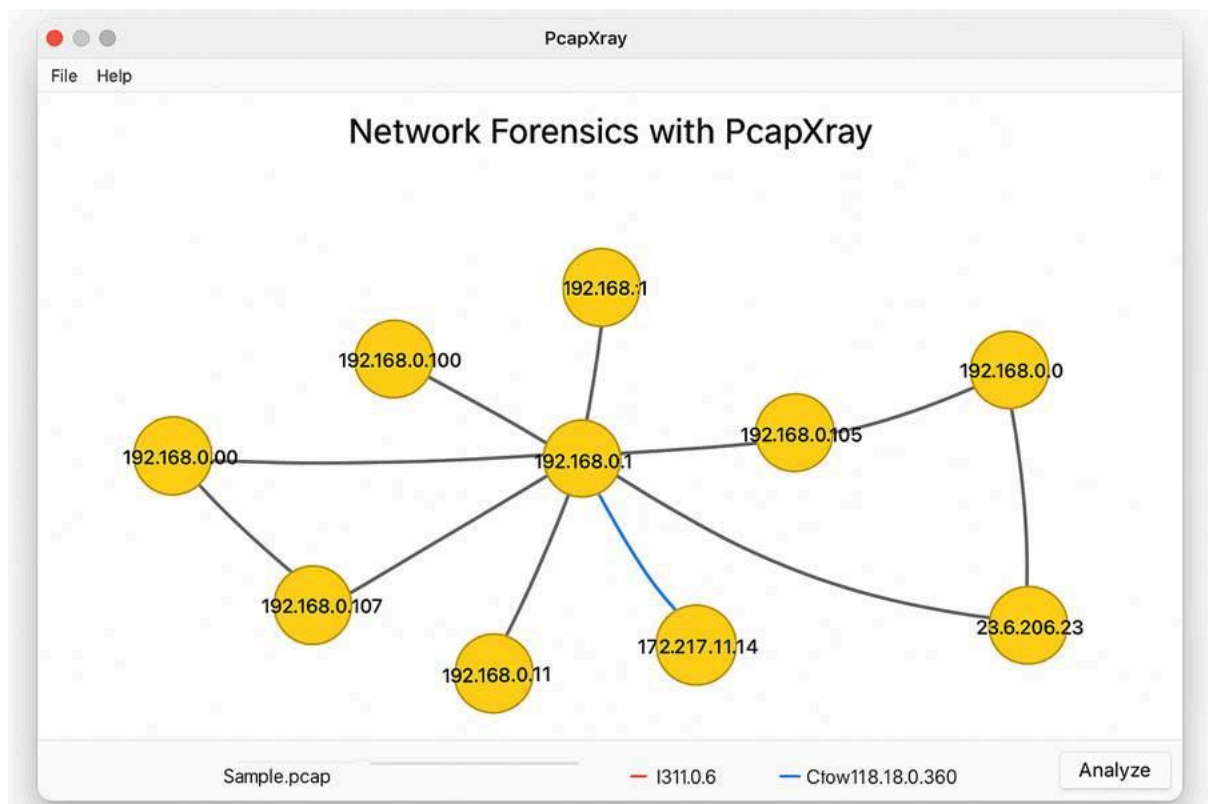 PcapXray
File Help
Network Forensics with PcapXray
192.168.:1
192.168.0.100
192.168.0.0
192.168.0.105
192.168.0.00
192.168.0.1
192.168.0.107
192.168.0.11
172.217.11.14
23.6.206.23
Sample.pcap
I311.0.6
Ctow118.18.0.360
Analyze